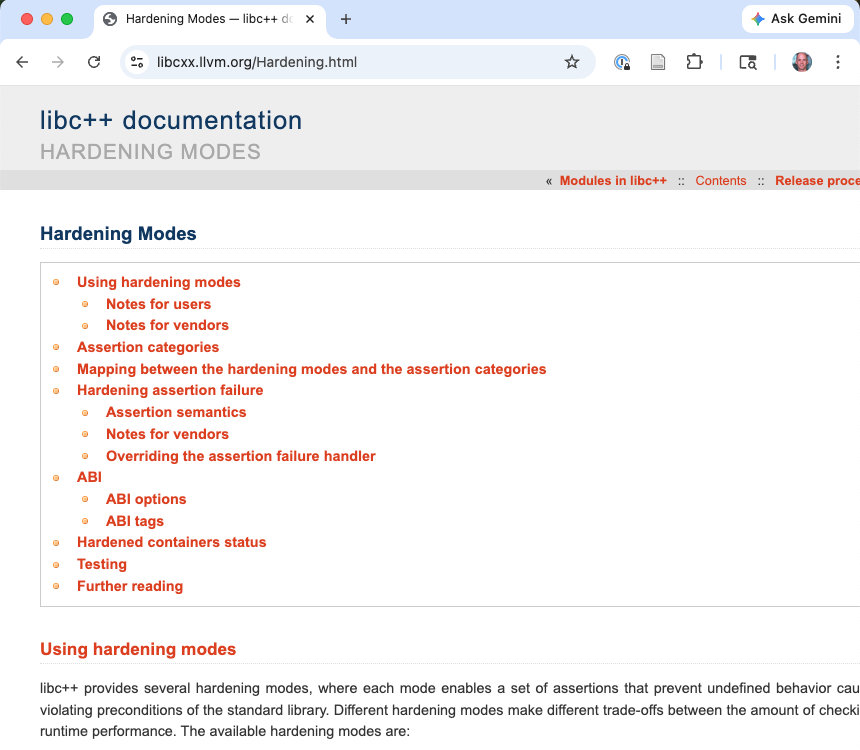 Hardening Modes — libc++ do
Ask Gemini
libcxx.llvm.org/Hardening.html
libc++ documentation
HARDENING MODES
« Modules in libc++ :: Contents :: Release proce
Hardening Modes
Using hardening modes
Notes for users
Notes for vendors
Assertion categories
Mapping between the hardening modes and the assertion categories
Hardening assertion failure
Assertion semantics
Notes for vendors
Overriding the assertion failure handler
ABI
ABI options
ABI tags
Hardened containers status
Testing
Further reading
Using hardening modes
libc++ provides several hardening modes, where each mode enables a set of assertions that prevent undefined behavior cau
violating preconditions of the standard library. Different hardening modes make different trade-offs between the amount of checki
runtime performance. The available hardening modes are: